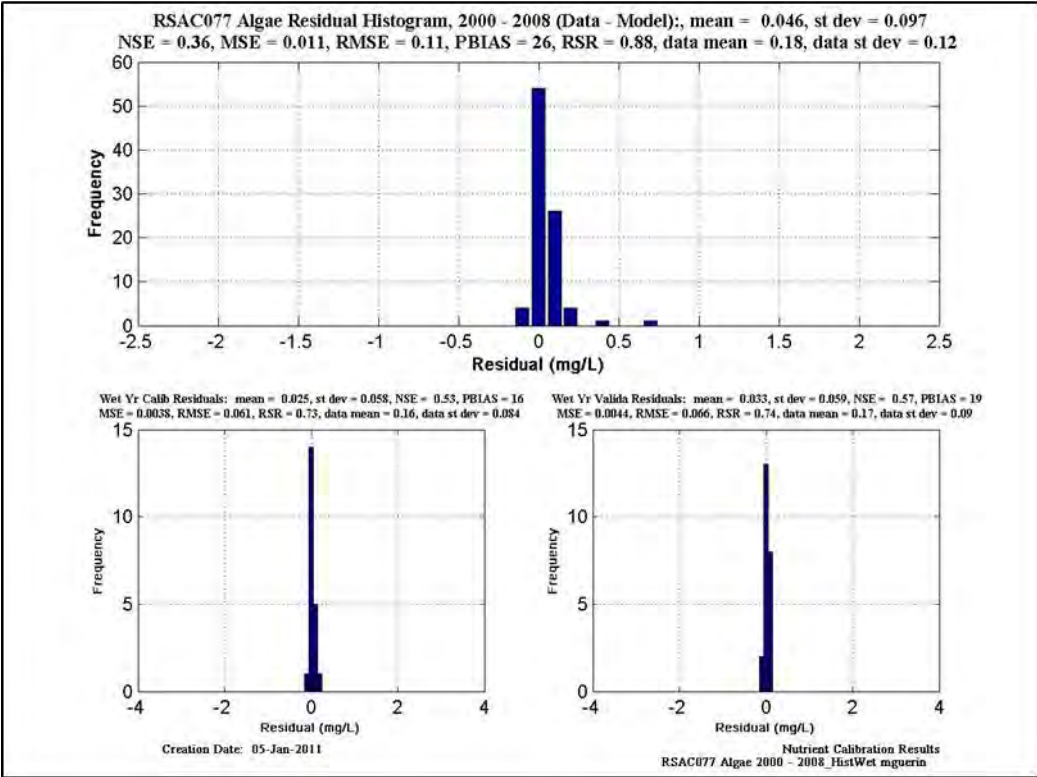 RSAC077 Algae Residual Histogram, 2000 - 2008 (Data - Model):, mean = 0.046, st dev = 0.097
NSE = 0.36, MSE = 0.011, RMSE = 0.11, PBIAS = 26, RSR = 0.88, data mean = 0.18, data st dev = 0.12
60
50
40
30
20
10
0
Frequency
-2.5 -2 -1.5 -1 -0.5 0 0.5 1 1.5 2 2.5
Residual (mg/L)
Wet Yr Calib Residuals: mean = 0.025, st dev = 0.058, NSE = 0.53, PBIAS = 16
MSE = 0.0038, RMSE = 0.061, RSR = 0.73, data mean = 0.16, data st dev = 0.084
15
10
5
0
Frequency
-4 -2 0 2 4
Residual (mg/L)
Wet Yr Valida Residuals: mean = 0.033, st dev = 0.059, NSE = 0.57, PBIAS = 19
MSE = 0.0044, RMSE = 0.066, RSR = 0.74, data mean = 0.17, data st dev = 0.09
15
10
5
0
Frequency
-4 -2 0 2 4
Residual (mg/L)
Creation Date: 05-Jan-2011
Nutrient Calibration Results
RSAC077 Algae 2000 - 2008_HistWet mguerin